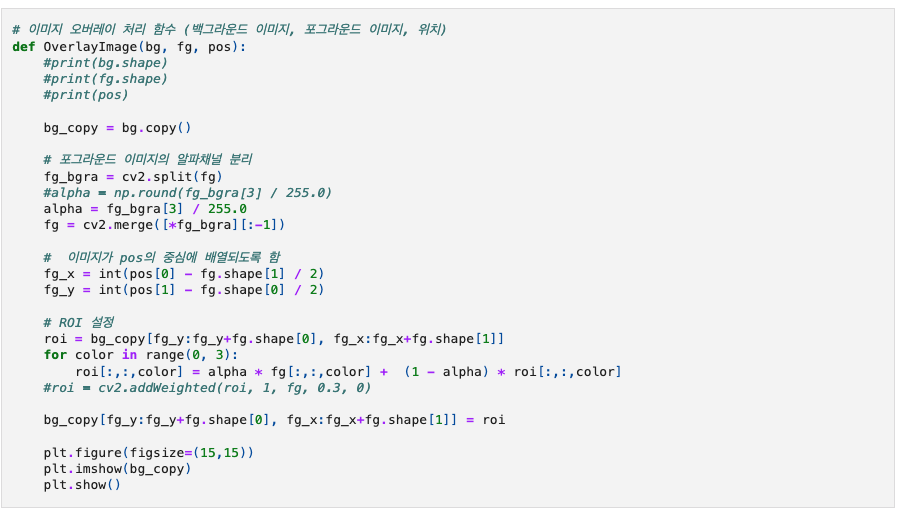 # 이미지 오버레이 처리 함수 (백그라운드 이미지, 포그라운드 이미지, 위치)
def OverlayImage(bg, fg, pos):
    #print(bg.shape)
    #print(fg.shape)
    #print(pos)

    bg_copy = bg.copy()

    # 포그라운드 이미지의 알파채널 분리
    fg_bgra = cv2.split(fg)
    #alpha = np.round(fg_bgra[3] / 255.0)
    alpha = fg_bgra[3] / 255.0
    fg = cv2.merge([*fg_bgra][:-1])

    #  이미지가 pos의 중심에 배열되도록 함
    fg_x = int(pos[0] - fg.shape[1] / 2)
    fg_y = int(pos[1] - fg.shape[0] / 2)

    # ROI 설정
    roi = bg_copy[fg_y:fg_y+fg.shape[0], fg_x:fg_x+fg.shape[1]]
    for color in range(0, 3):
        roi[:,:,color] = alpha * fg[:,:,color] +  (1 - alpha) * roi[:,:,color]
    #roi = cv2.addWeighted(roi, 1, fg, 0.3, 0)

    bg_copy[fg_y:fg_y+fg.shape[0], fg_x:fg_x+fg.shape[1]] = roi

    plt.figure(figsize=(15,15))
    plt.imshow(bg_copy)
    plt.show()